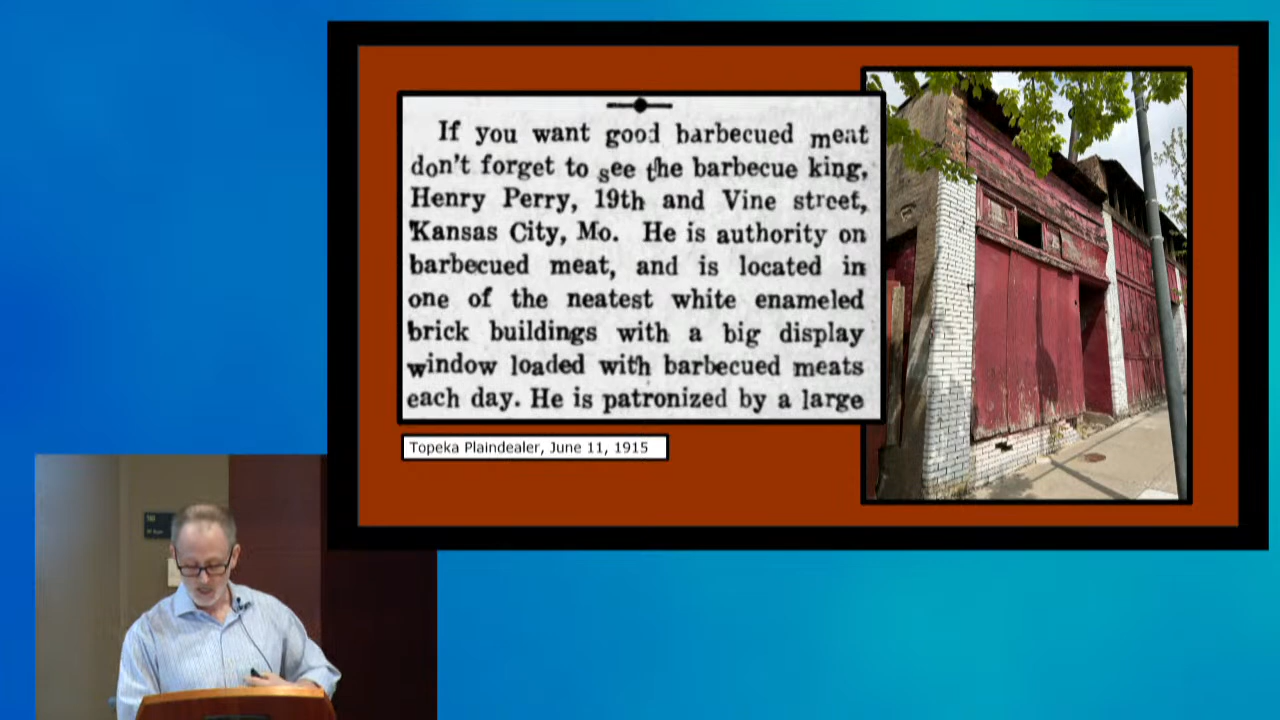 If you want good barbecued meat
don't forget to see the barbecue king,
Henry Perry, 19th and Vine street,
Kansas City, Mo. He is authority on
barbecued meat, and is located in
one of the neatest white enameled
brick buildings with a big display
window loaded with barbecued meats
each day. He is patronized by a large
Topeka Plaindealer, June 11, 1915